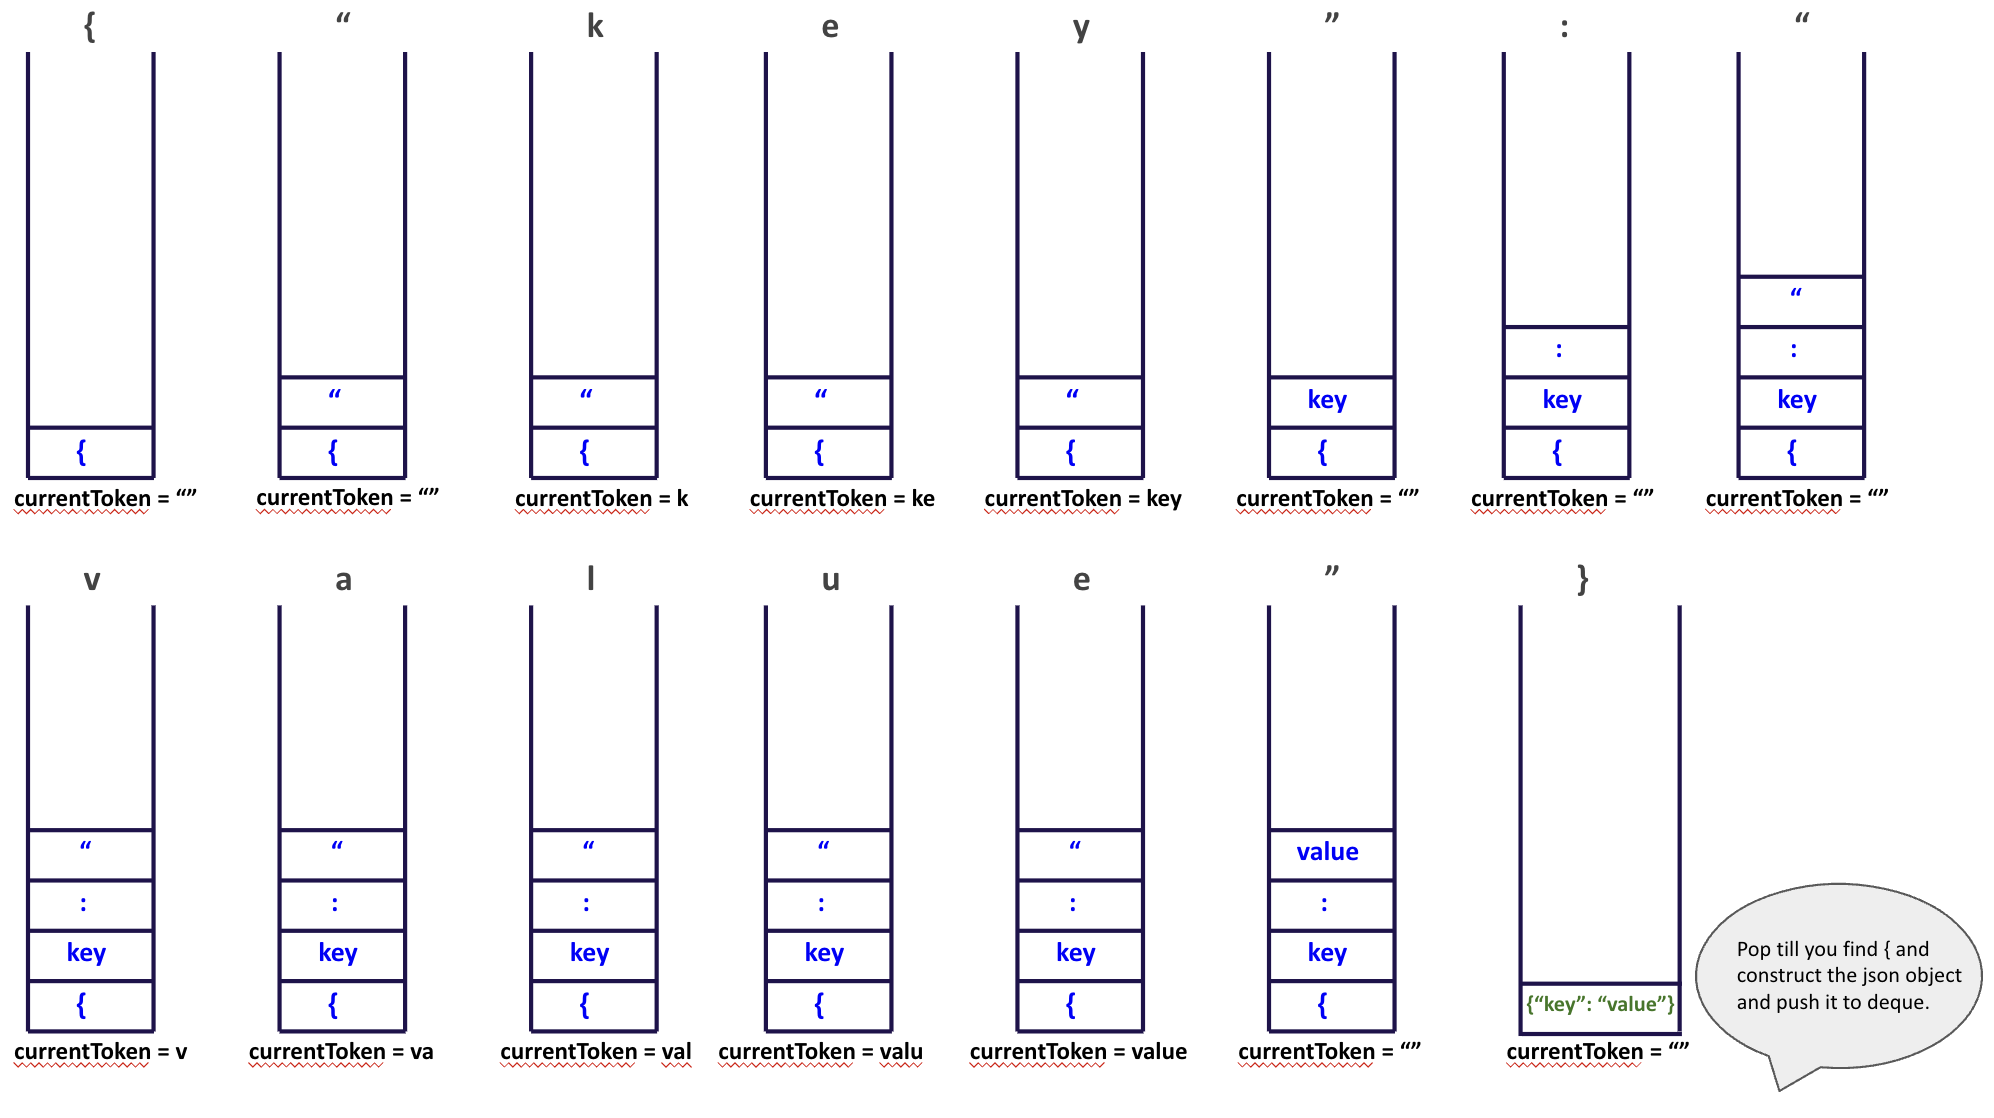 { “ k e y ” : “
“
:
“ “ “ “ key key key
{ { { { { { { {
currentToken = “” currentToken = “” currentToken = k currentToken = ke currentToken = key currentToken = “” currentToken = “” currentToken = “”
v a l u e ” }
“ “ “ “ “ value
: : : : : :
key key key key key key
{ { { { { { {“key”: “value”}
currentToken = v currentToken = va currentToken = val currentToken = valu currentToken = value currentToken = “” currentToken = “”
Pop till you find { and
construct the json object
and push it to deque.